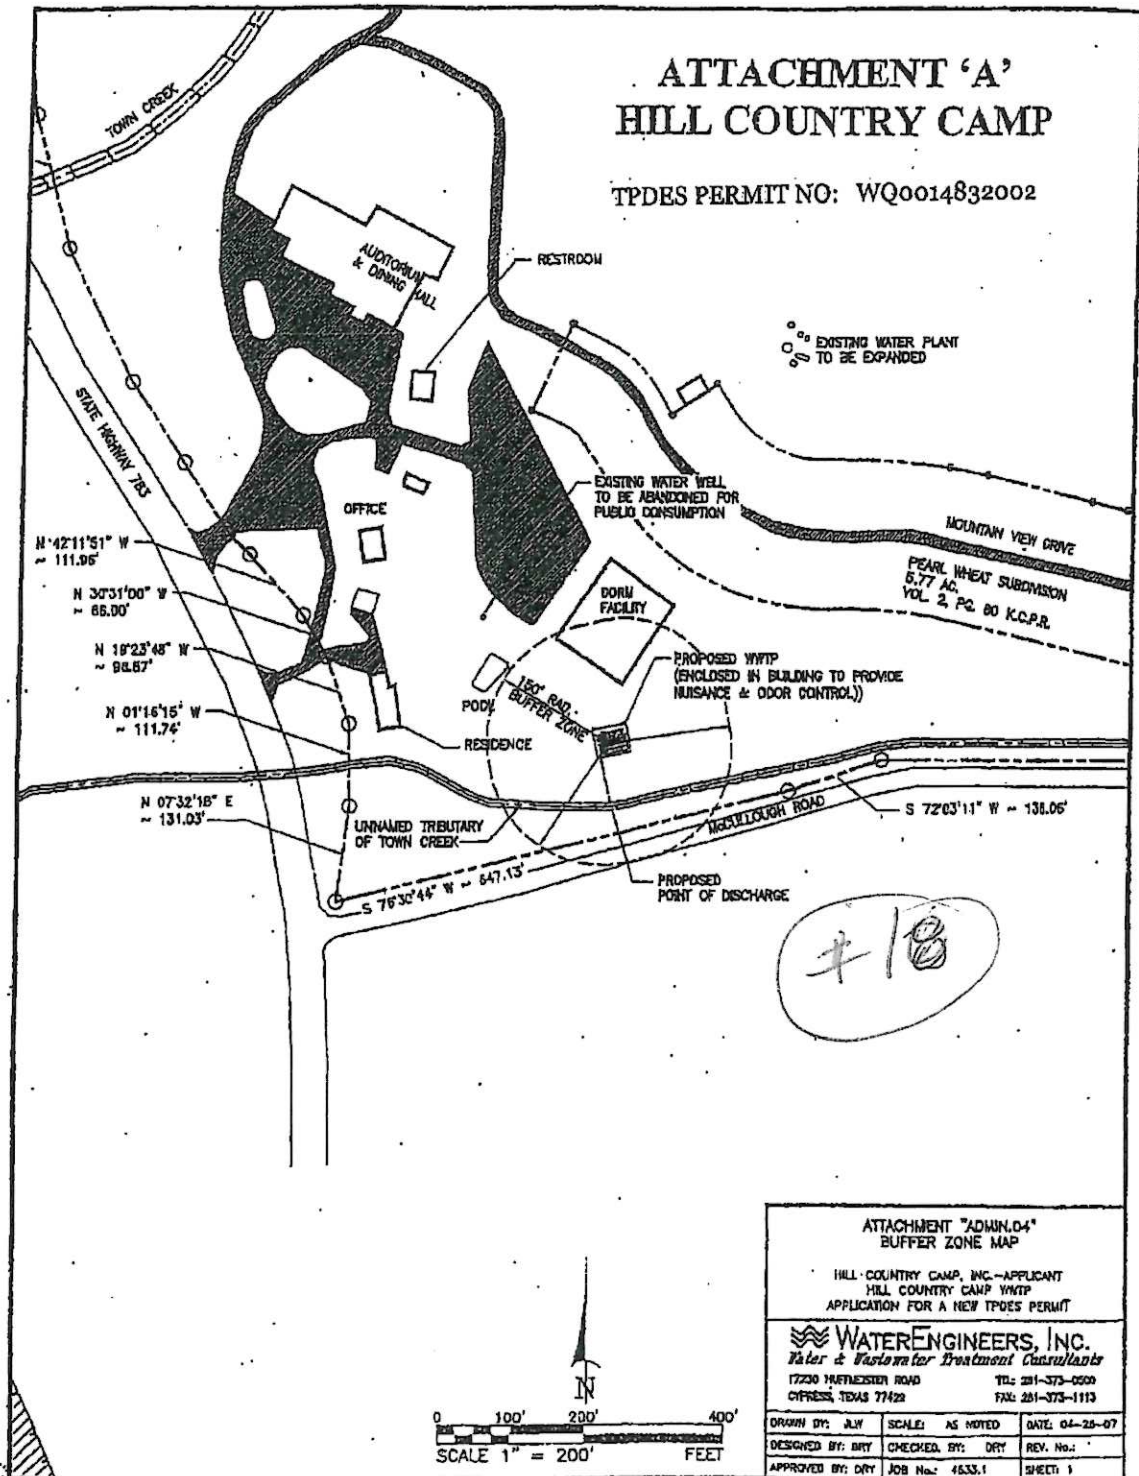 ATTACHMENT ‘A’
HILL COUNTRY CAMP
TPDES PERMIT NO: WQ0014832002
TOWN CREEK
AUDITORIUM
& DINING HALL
RESTROOM
EXISTING WATER PLANT
TO BE EXPANDED
STATE HIGHWAY 783
EXISTING WATER WELL
TO BE ABANDONED FOR
PUBLIC CONSUMPTION
OFFICE
MOUNTAIN VIEW DRIVE
PEARL WHEAT SUBDIVISION
5.77 AC.
VOL. 2, PG. 80 K.C.P.R.
N 42°11'51" W
~ 111.95'
N 30°31'00" W
~ 66.00'
N 19°23'48" W
N 01°16'15" W
~ 111.74'
N 07°32'18" E
~ 131.03'
DORM
FACILITY
PROPOSED WWTP
(ENCLOSED IN BUILDING TO PROVIDE
NUISANCE & ODOR CONTROL))
POOL
150' RAD.
BUFFER ZONE
RESIDENCE
UNNAMED TRIBUTARY
OF TOWN CREEK
McCULLOUGH ROAD
S 72°03'11" W ~ 138.06'
S 76°30'44" W ~ 647.13'
PROPOSED
POINT OF DISCHARGE
#18
ATTACHMENT "ADMIN.04"
BUFFER ZONE MAP
HILL COUNTRY CAMP, INC.-APPLICANT
HILL COUNTRY CAMP WWTP
APPLICATION FOR A NEW TPDES PERMIT
WATERENGINEERS, INC.
Water & Wastewater Treatment Consultants
17230 HUFFMEISTER ROAD TEL: 281-373-0500
CYPRESS, TEXAS 77429 FAX: 281-373-1113
DRAWN BY: JLW SCALE: AS NOTED DATE: 04-26-07
DESIGNED BY: DRY CHECKED BY: DRY REV. No.:
APPROVED BY: DRY JOB No.: 4633.1 SHEET: 1
N
0 100' 200' 400'
SCALE 1" = 200' FEET